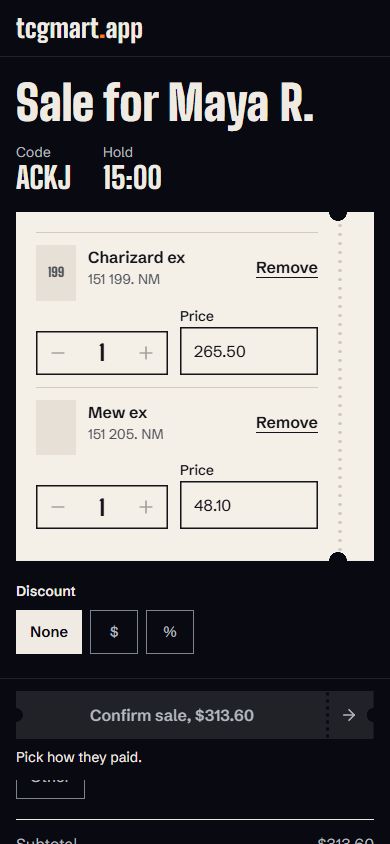 tcgmart.app
Sale for Maya R.
Code
Hold
ACKJ
15:00
199
Charizard ex
151 199. NM
Remove
Price
− 1 +
265.50
Mew ex
151 205. NM
Remove
Price
− 1 +
48.10
Discount
None
$
%
Confirm sale, $313.60 →
Pick how they paid.
Other
Subtotal
$313.60